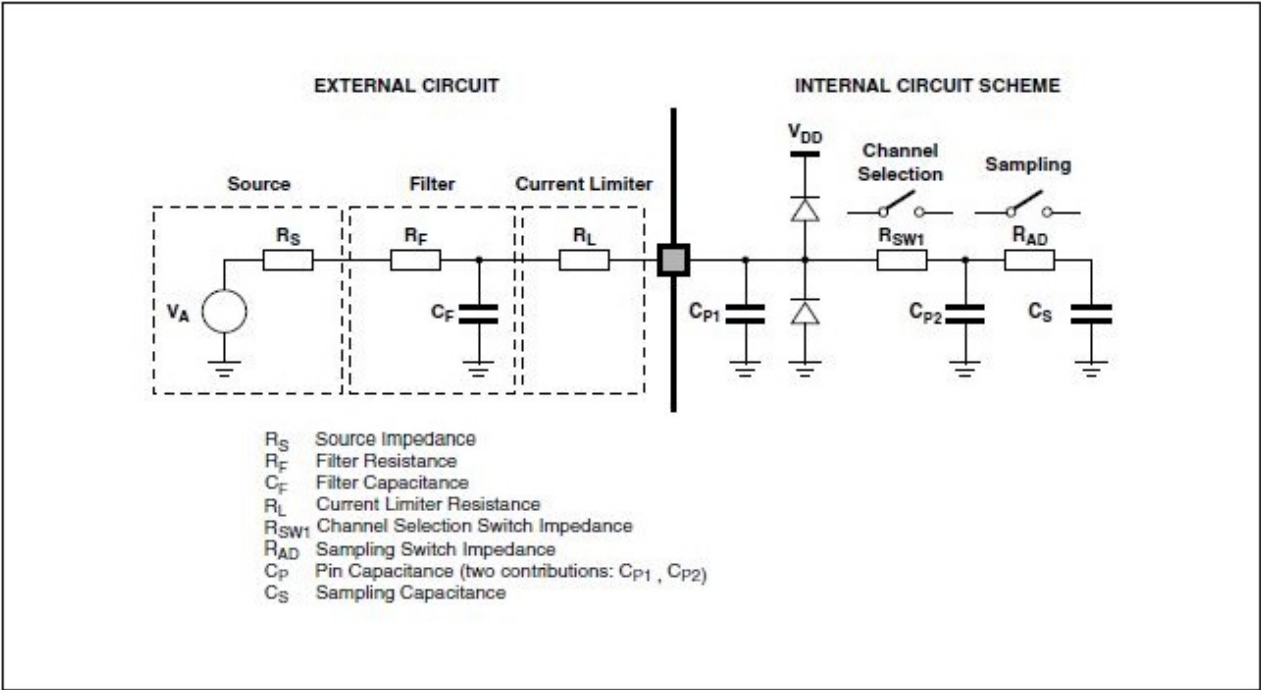 EXTERNAL CIRCUIT
INTERNAL CIRCUIT SCHEME
VDD
Channel
Selection
Sampling
Source
Filter
Current Limiter
RS
RF
RL
RSW1
RAD
VA
CF
CP1
CP2
CS
RS Source Impedance
RF Filter Resistance
CF Filter Capacitance
RL Current Limiter Resistance
RSW1 Channel Selection Switch Impedance
RAD Sampling Switch Impedance
CP Pin Capacitance (two contributions: CP1 , CP2)
CS Sampling Capacitance